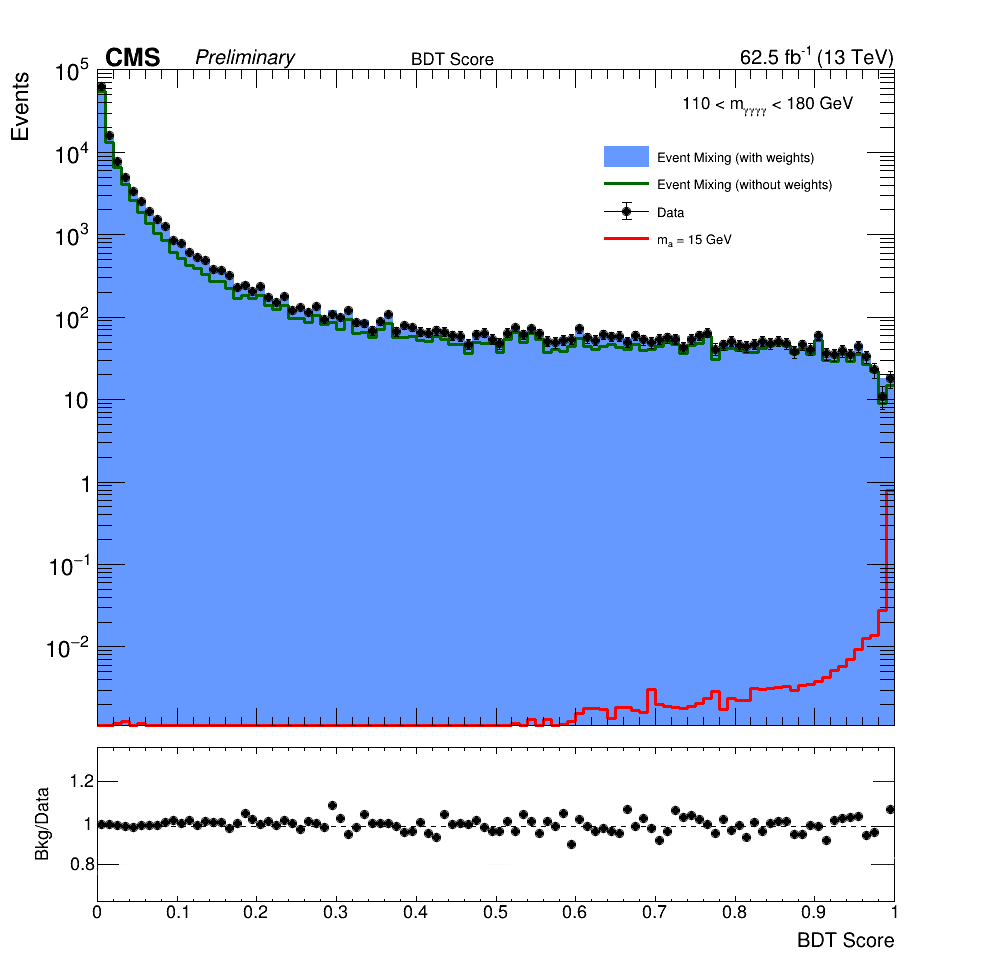 CMS Preliminary BDT Score 62.5 fb⁻¹ (13 TeV)
Events
110 < mγγγγ < 180 GeV
Event Mixing (with weights)
Event Mixing (without weights)
Data
mₐ = 15 GeV
10⁵
10⁴
10³
10²
10
1
10⁻¹
10⁻²
Bkg/Data
1.2
1
0.8
0 0.1 0.2 0.3 0.4 0.5 0.6 0.7 0.8 0.9 1
BDT Score